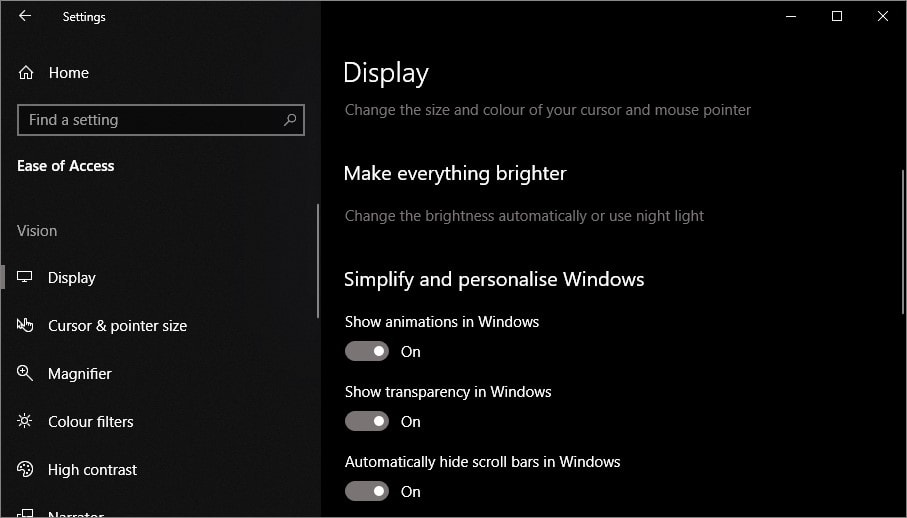 Settings
Home
Find a setting
Ease of Access
Vision
Display
Cursor & pointer size
Magnifier
Colour filters
High contrast
Narrator
Display
Change the size and colour of your cursor and mouse pointer
Make everything brighter
Change the brightness automatically or use night light
Simplify and personalise Windows
Show animations in Windows
On
Show transparency in Windows
On
Automatically hide scroll bars in Windows
On